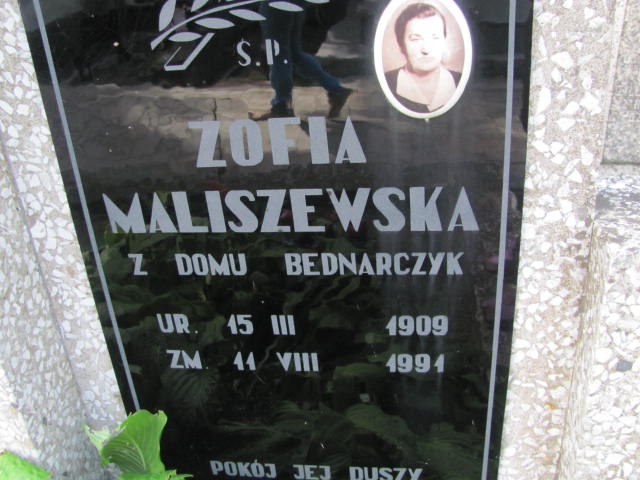 Ś.P.
ZOFIA
MALISZEWSKA
Z DOMU BEDNARCZYK
UR. 15 III 1909
ZM. 11 VIII 1991
POKÓJ JEJ DUSZY